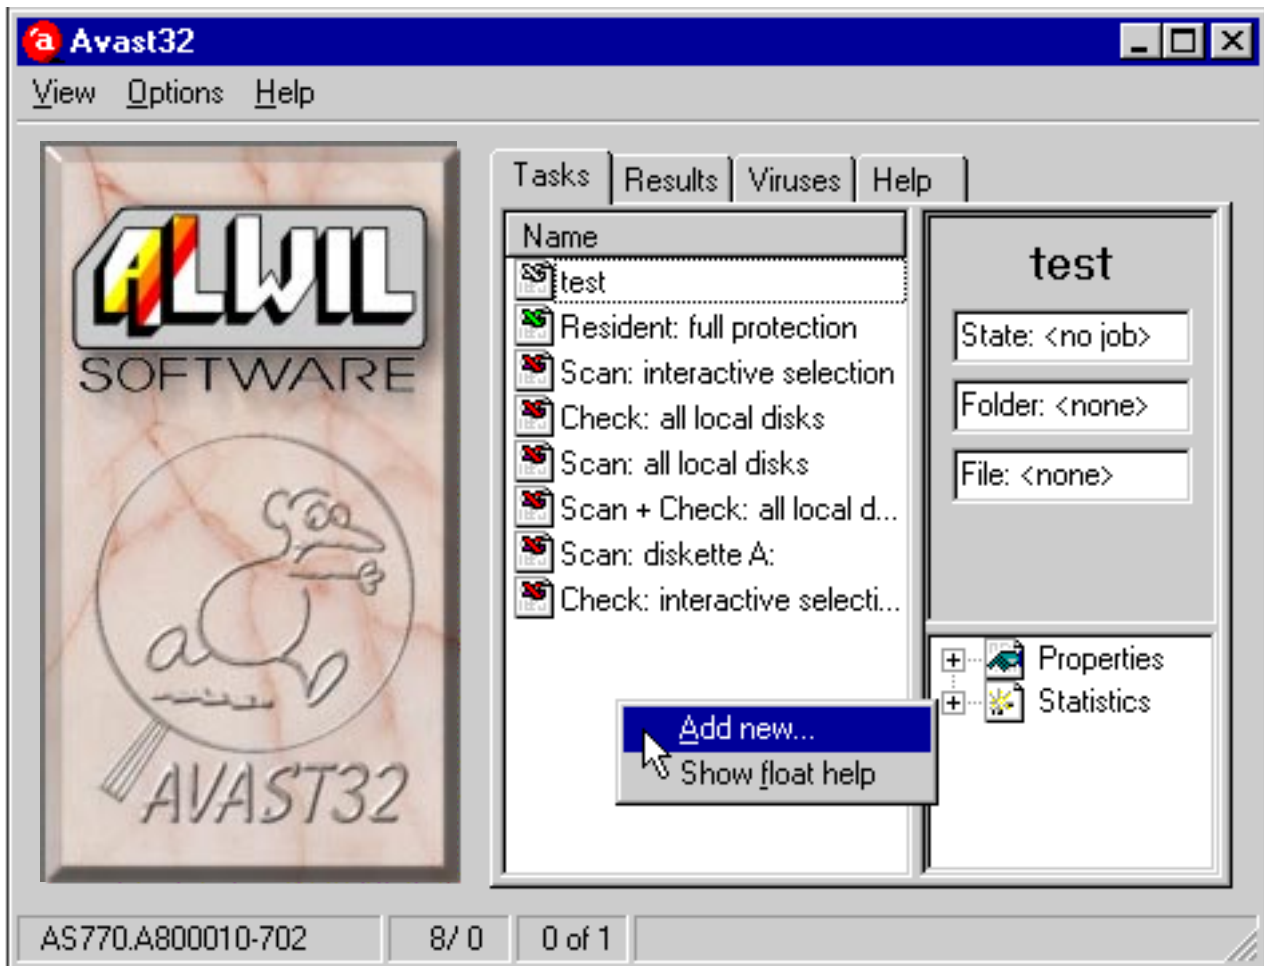 Avast32
View Options Help
ALWIL
SOFTWARE
AVAST32
Tasks Results Viruses Help
Name
test
Resident: full protection
Scan: interactive selection
Check: all local disks
Scan: all local disks
Scan + Check: all local d...
Scan: diskette A:
Check: interactive selecti...
test
State: <no job>
Folder: <none>
File: <none>
Properties
Statistics
Add new...
Show float help
AS770.A800010-702 8/ 0 0 of 1